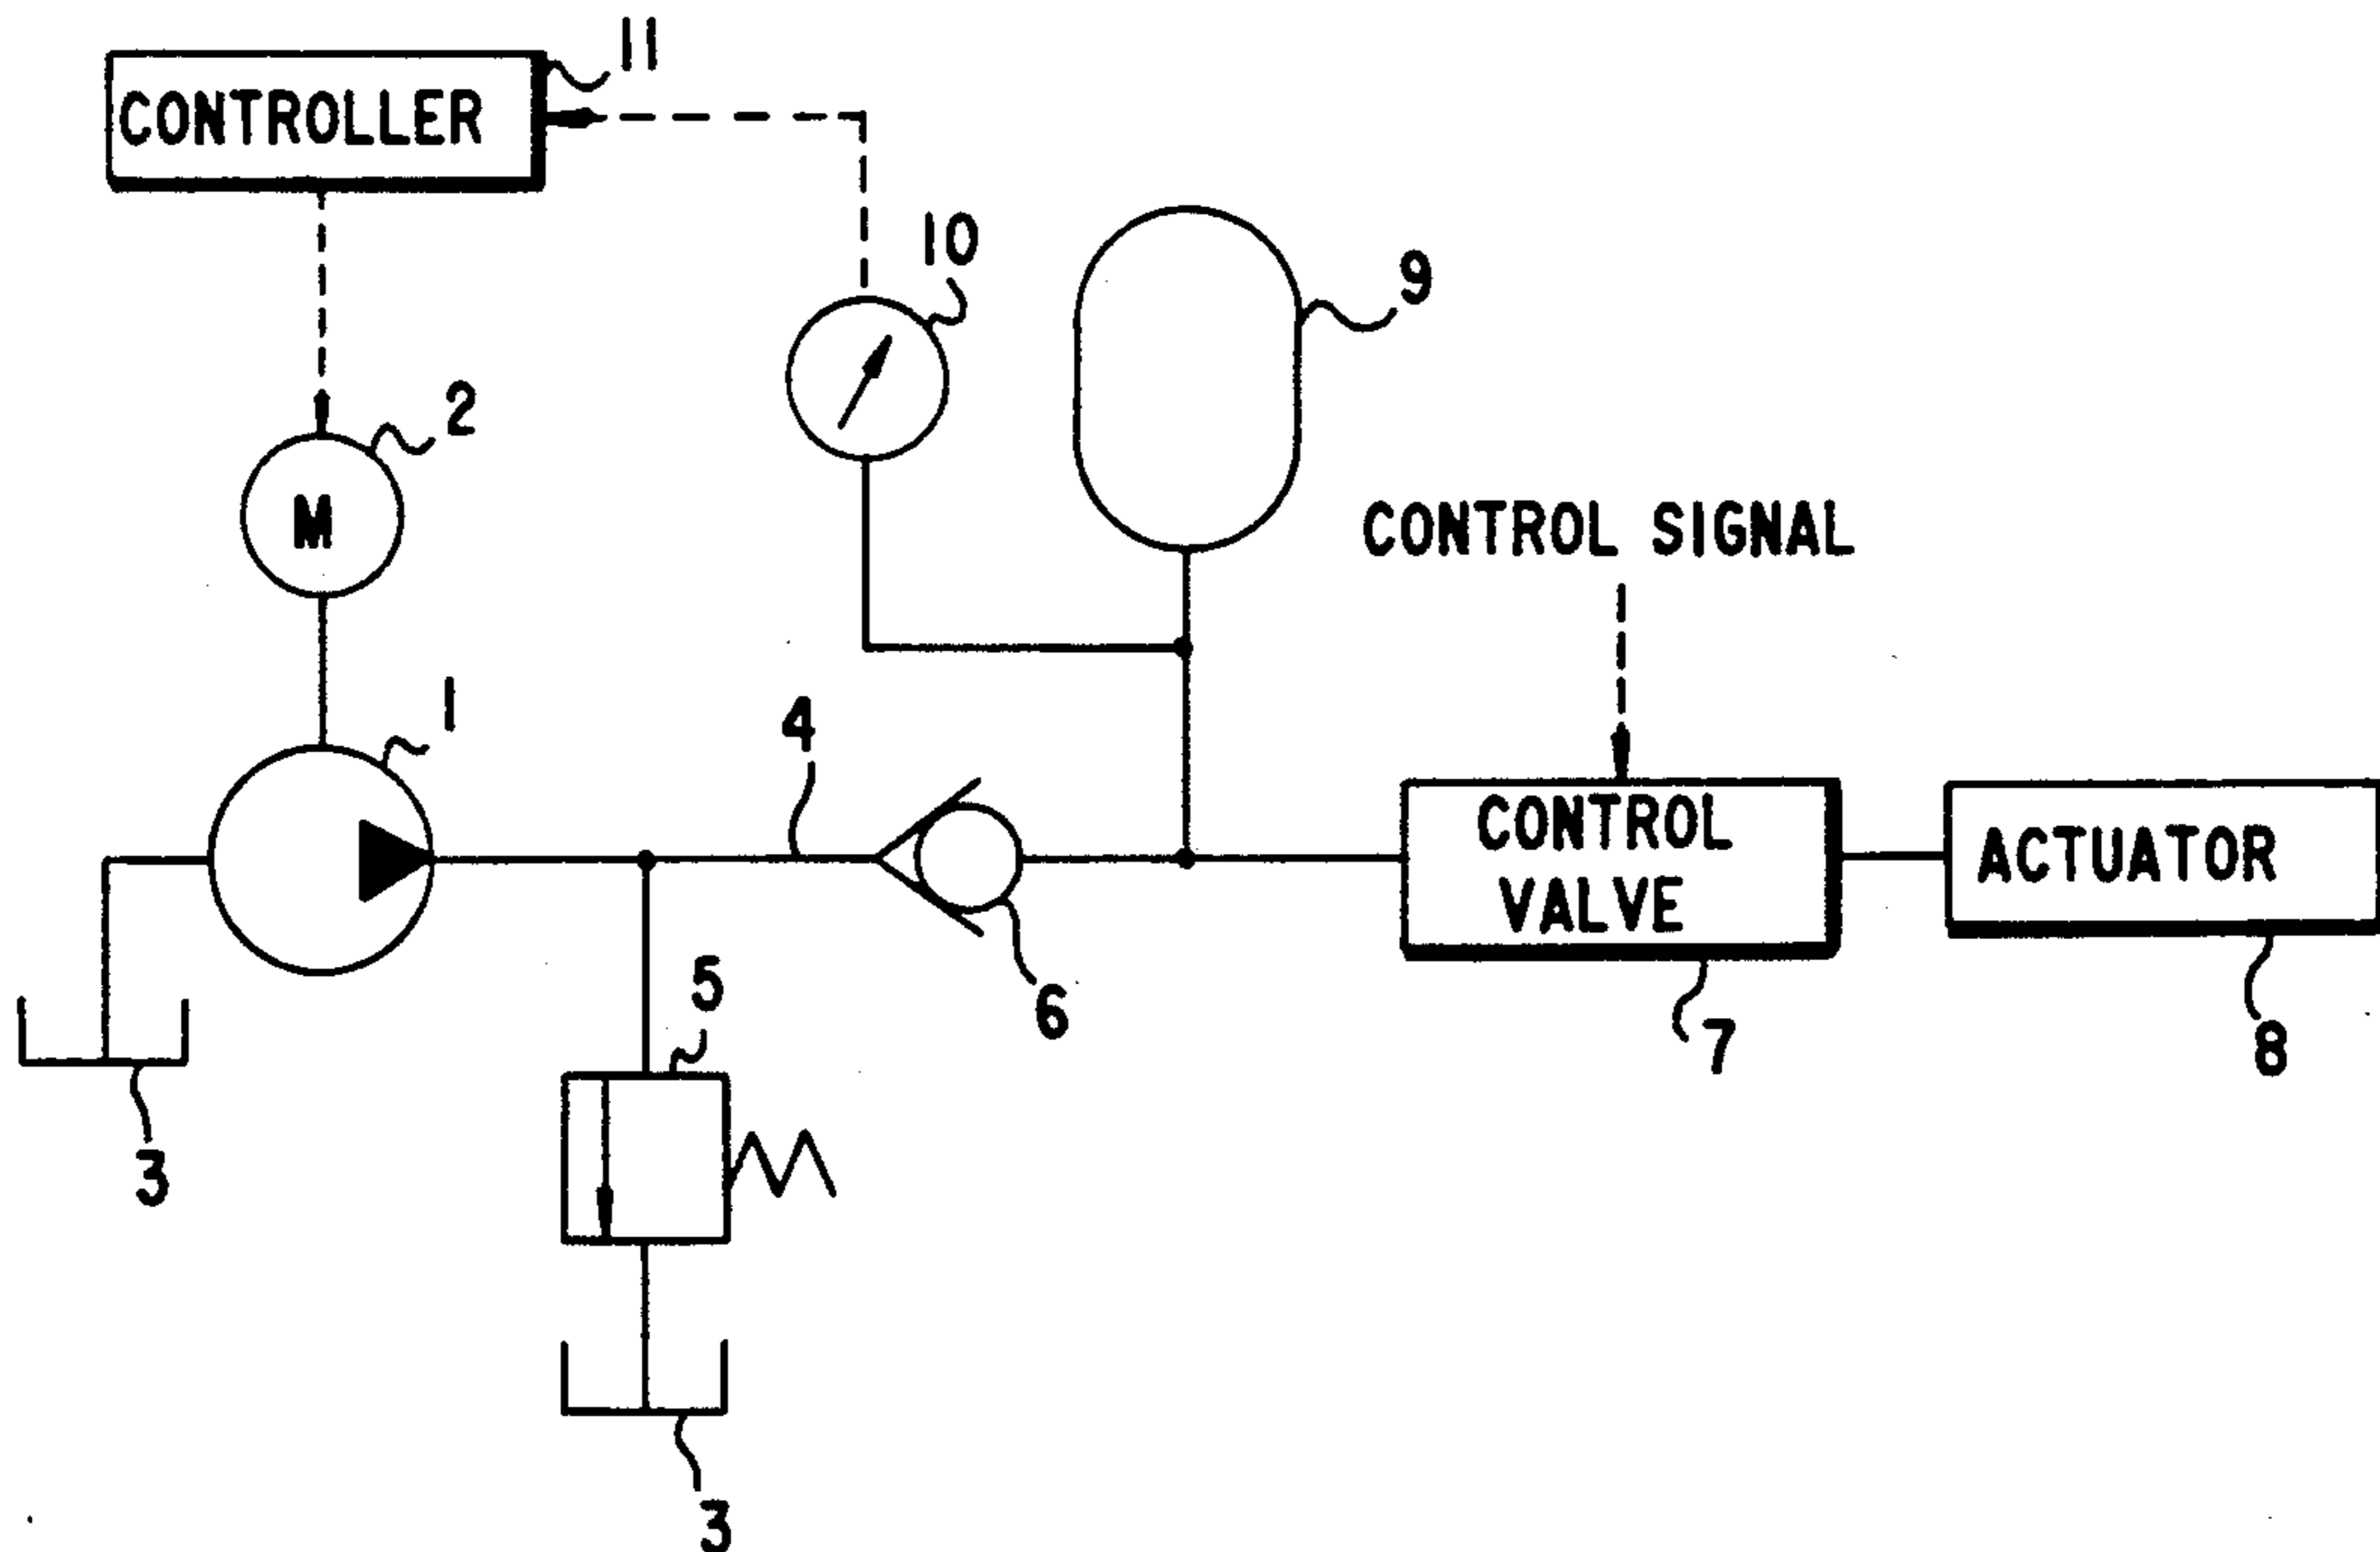 11
CONTROLLER
10
9
2
M
CONTROL SIGNAL
1
4
CONTROL
VALVE
ACTUATOR
5
6
7
8
3
3